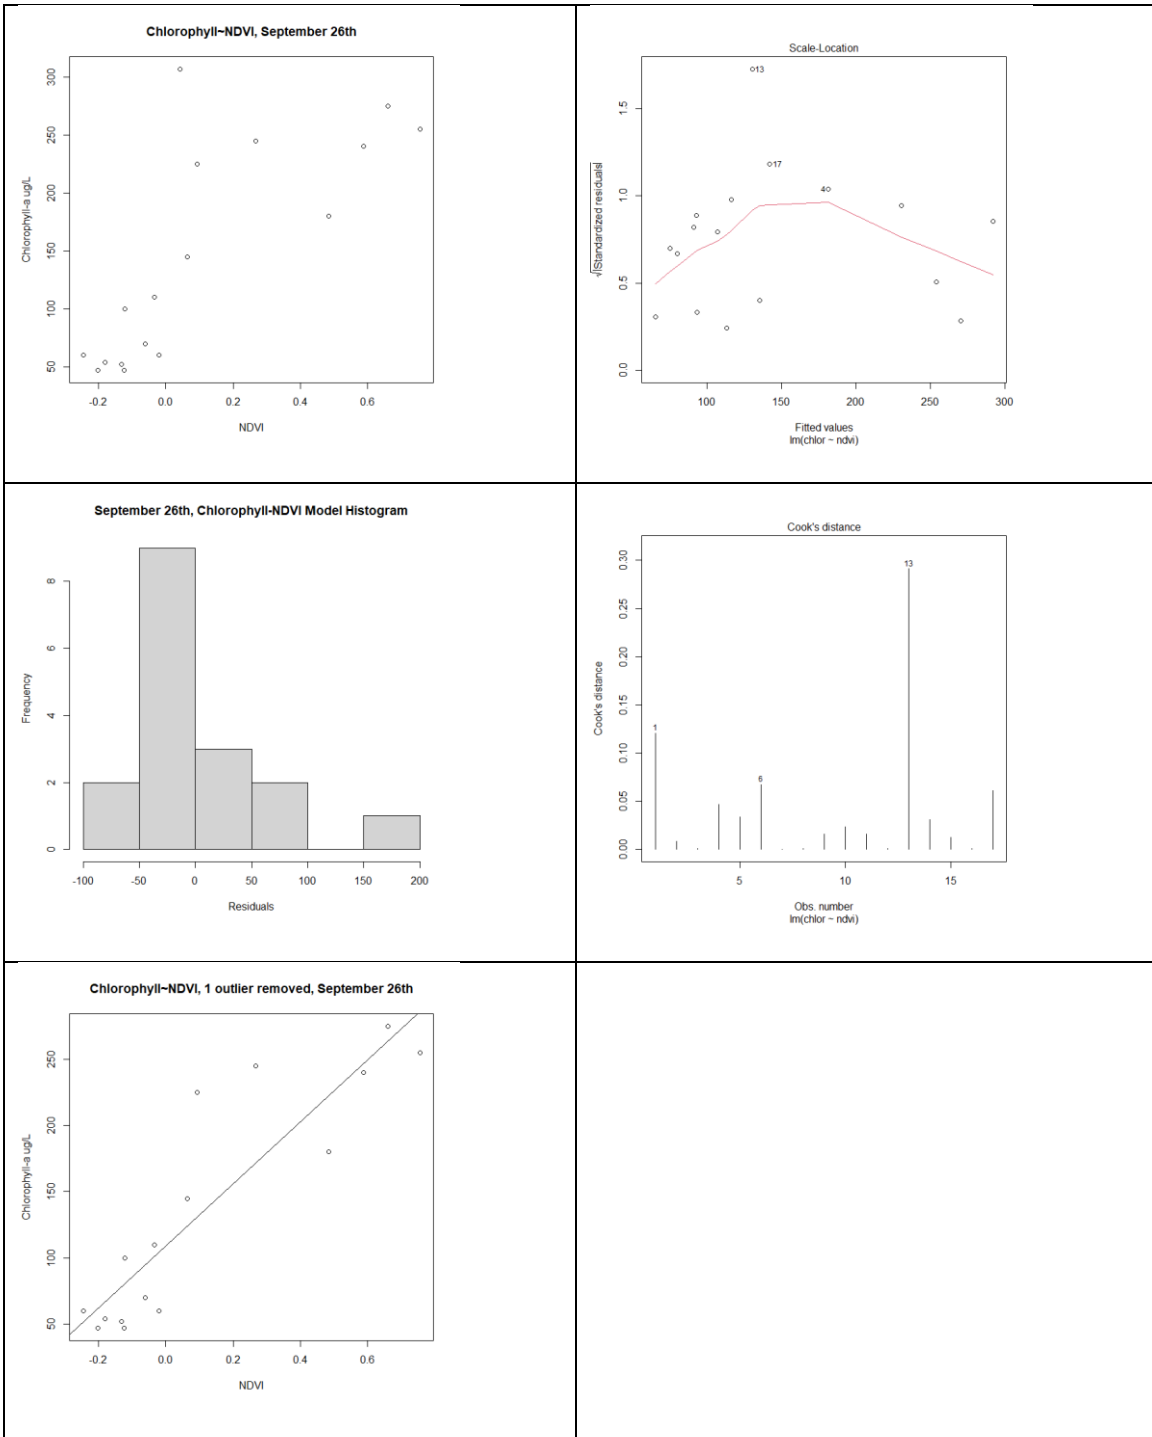 Chlorophyll~NDVI, September 26th
300
250
200
150
100
50
Chlorophyll-a ug/L
-0.2 0.0 0.2 0.4 0.6
NDVI
Scale-Location
1.5
1.0
0.5
0.0
√|Standardized residuals|
13
17
4
100 150 200 250 300
Fitted values
lm(chlor ~ ndvi)
September 26th, Chlorophyll-NDVI Model Histogram
8
6
4
2
0
Frequency
-100 -50 0 50 100 150 200
Residuals
Cook's distance
0.30
0.25
0.20
0.15
0.10
0.05
0.00
Cook's distance
13
1
6
5 10 15
Obs. number
lm(chlor ~ ndvi)
Chlorophyll~NDVI, 1 outlier removed, September 26th
250
200
150
100
50
Chlorophyll-a ug/L
-0.2 0.0 0.2 0.4 0.6
NDVI